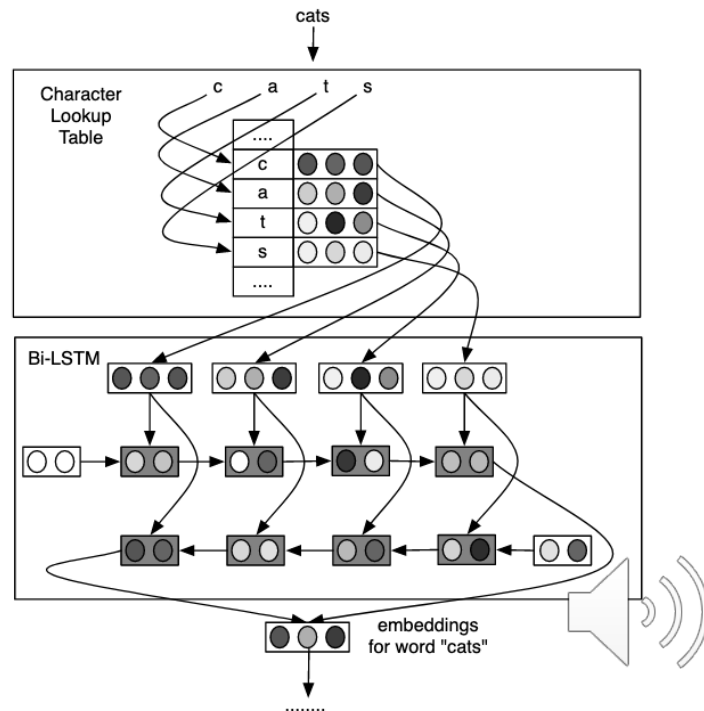 cats
Character
Lookup
Table
c a t s
....
c
a
t
s
....
Bi-LSTM
embeddings
for word "cats"
........